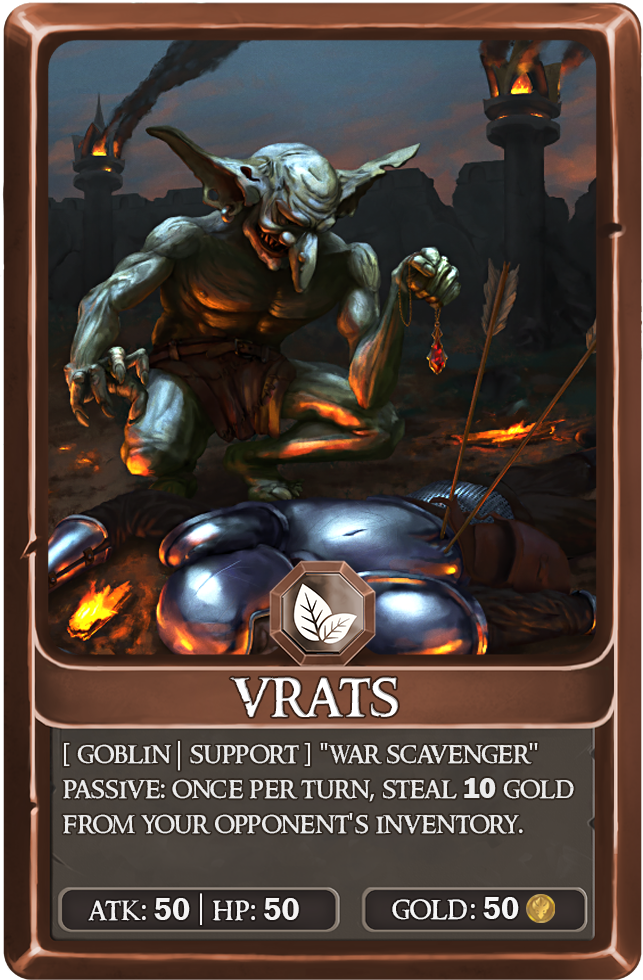 VRATS
[ GOBLIN | SUPPORT ] "WAR SCAVENGER"
PASSIVE: ONCE PER TURN, STEAL 10 GOLD
FROM YOUR OPPONENT'S INVENTORY.
ATK: 50 | HP: 50
GOLD: 50